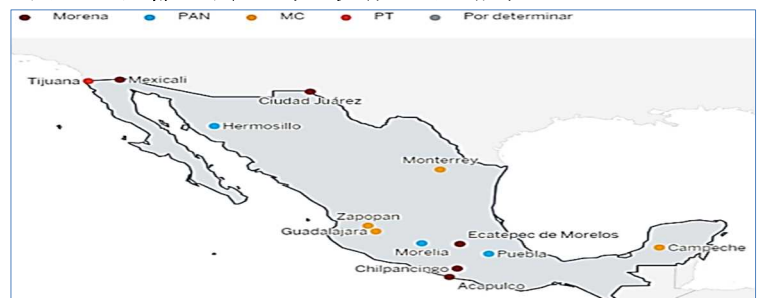 Morena PAN MC PT Por determinar
Tijuana Mexicali
Ciudad Juárez
Hermosillo
Monterrey
Zapopan
Guadalajara
Ecatepec de Morelos
Morelia
Puebla
Campeche
Chilpancingo
Acapulco